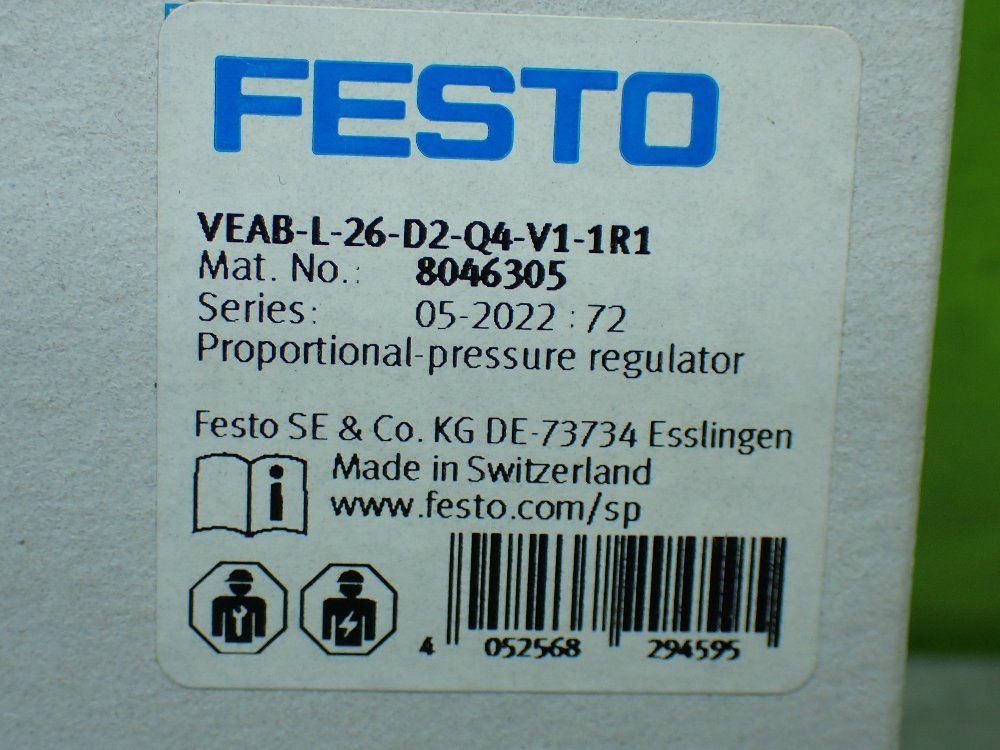 FESTO
VEAB-L-26-D2-Q4-V1-1R1
Mat. No.: 8046305
Series: 05-2022 : 72
Proportional-pressure regulator
Festo SE & Co. KG DE-73734 Esslingen
Made in Switzerland
www.festo.com/sp
4 052568 294595